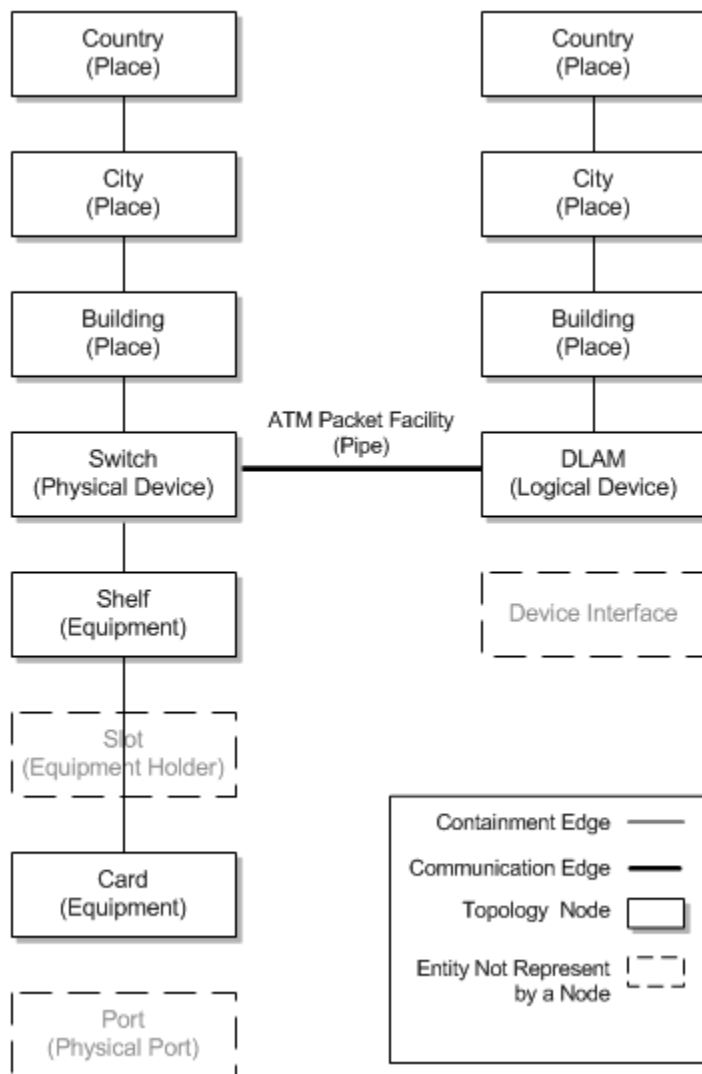 Country
(Place)
City
(Place)
Building
(Place)
Switch
(Physical Device)
Shelf
(Equipment)
Slot
(Equipment Holder)
Card
(Equipment)
Port
(Physical Port)
ATM Packet Facility
(Pipe)
Country
(Place)
City
(Place)
Building
(Place)
DLAM
(Logical Device)
Device Interface
Containment Edge
Communication Edge
Topology Node
Entity Not Represent
by a Node